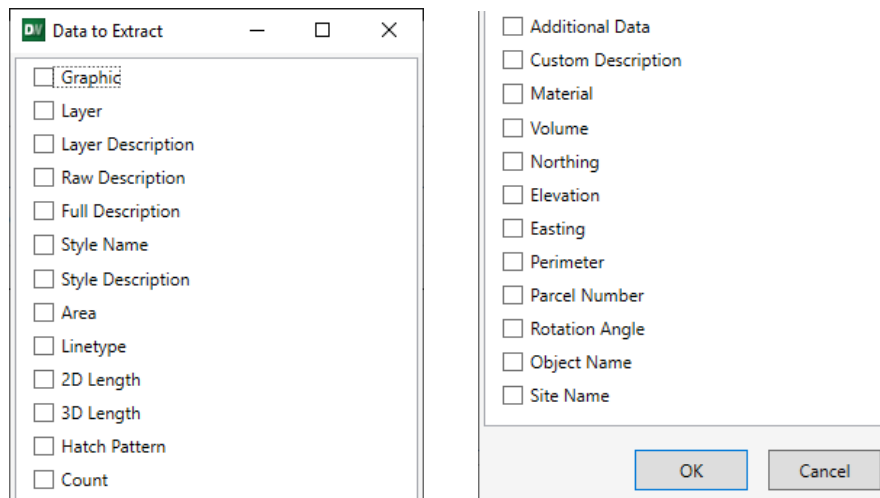 DV Data to Extract
Graphic
Layer
Layer Description
Raw Description
Full Description
Style Name
Style Description
Area
Linetype
2D Length
3D Length
Hatch Pattern
Count
Additional Data
Custom Description
Material
Volume
Northing
Elevation
Easting
Perimeter
Parcel Number
Rotation Angle
Object Name
Site Name
OK Cancel